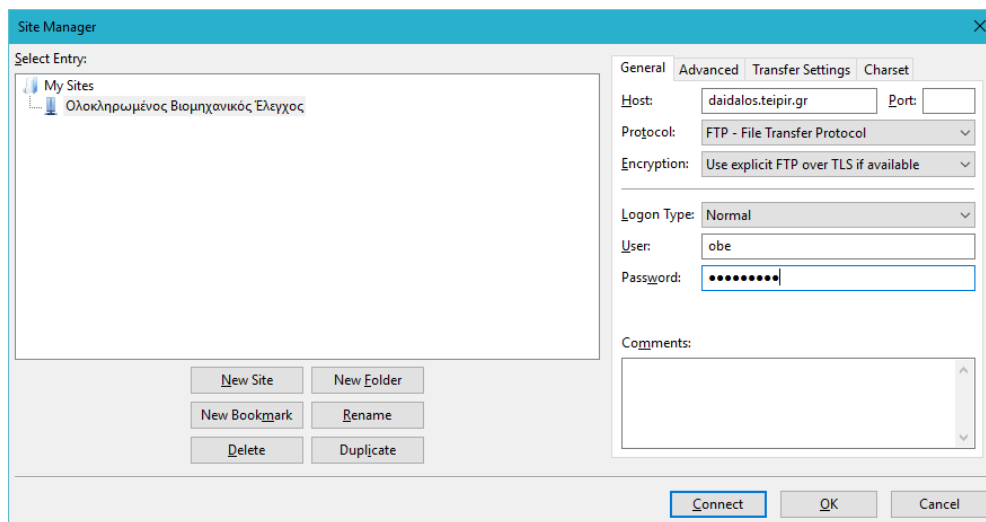 Site Manager
Select Entry:
My Sites
Ολοκληρωμένος Βιομηχανικός Έλεγχος
New Site
New Folder
New Bookmark
Rename
Delete
Duplicate
General
Advanced
Transfer Settings
Charset
Host:
daidalos.teipir.gr
Port:
Protocol:
FTP - File Transfer Protocol
Encryption:
Use explicit FTP over TLS if available
Logon Type:
Normal
User:
obe
Password:
●●●●●●●●●
Comments:
Connect
OK
Cancel